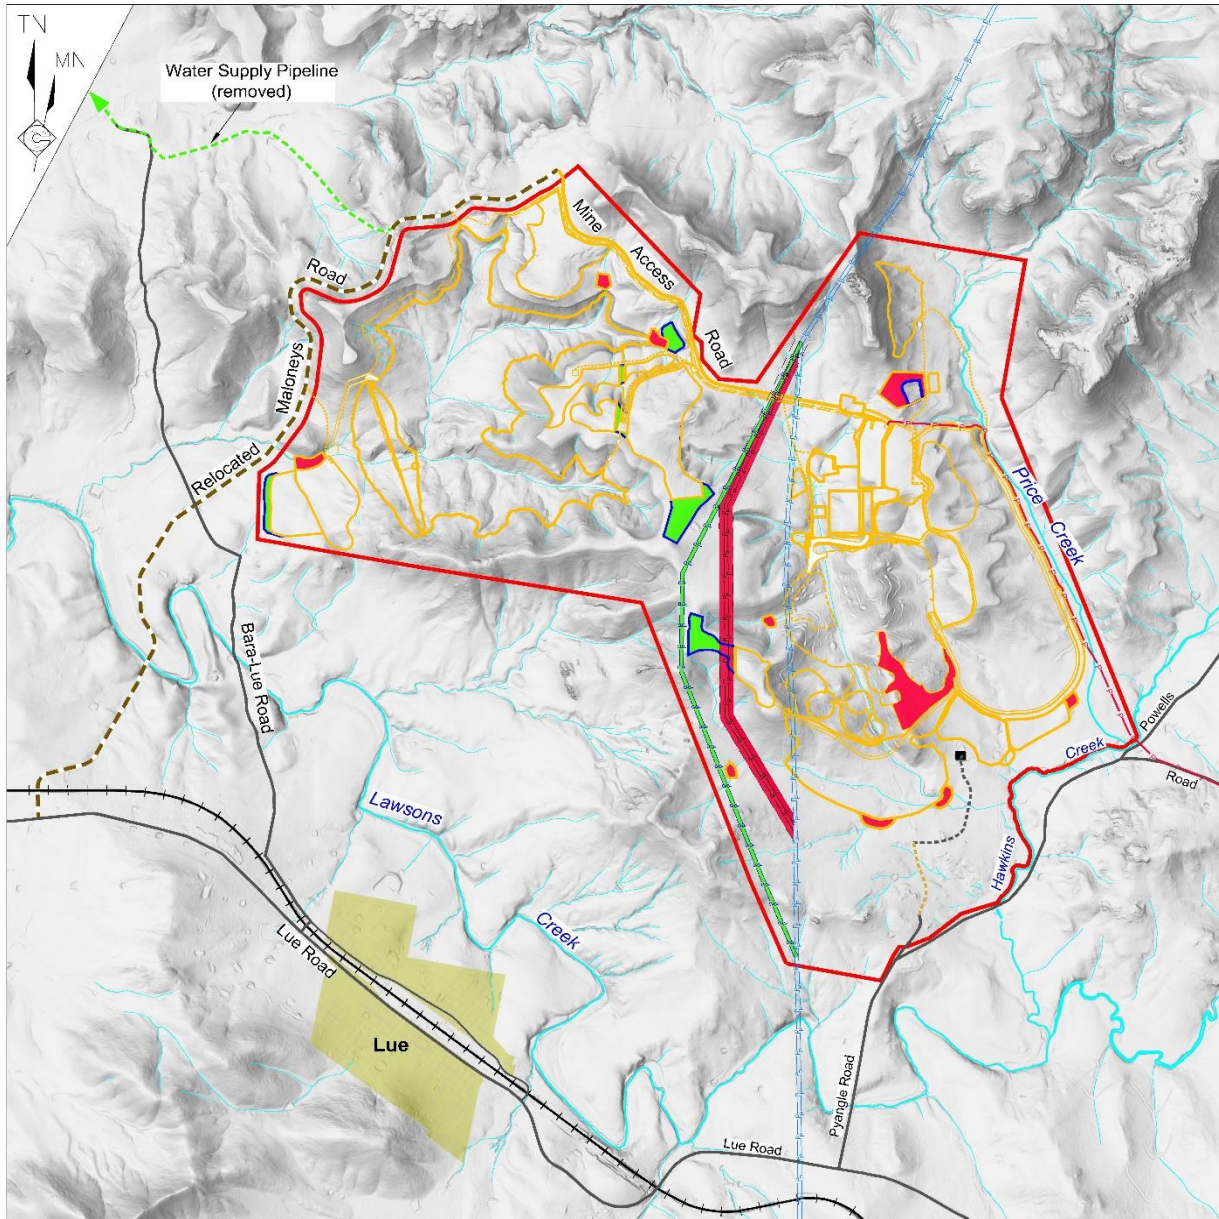 TN
MN
Water Supply Pipeline
(removed)
Mine
Access
Road
Road
Maloneys
Relocated
Price
Creek
Bara-Lue Road
Powells
Creek
Road
Lawsons
Hawkins
Creek
Lue Road
Lue
Pyangle Road
Lue Road